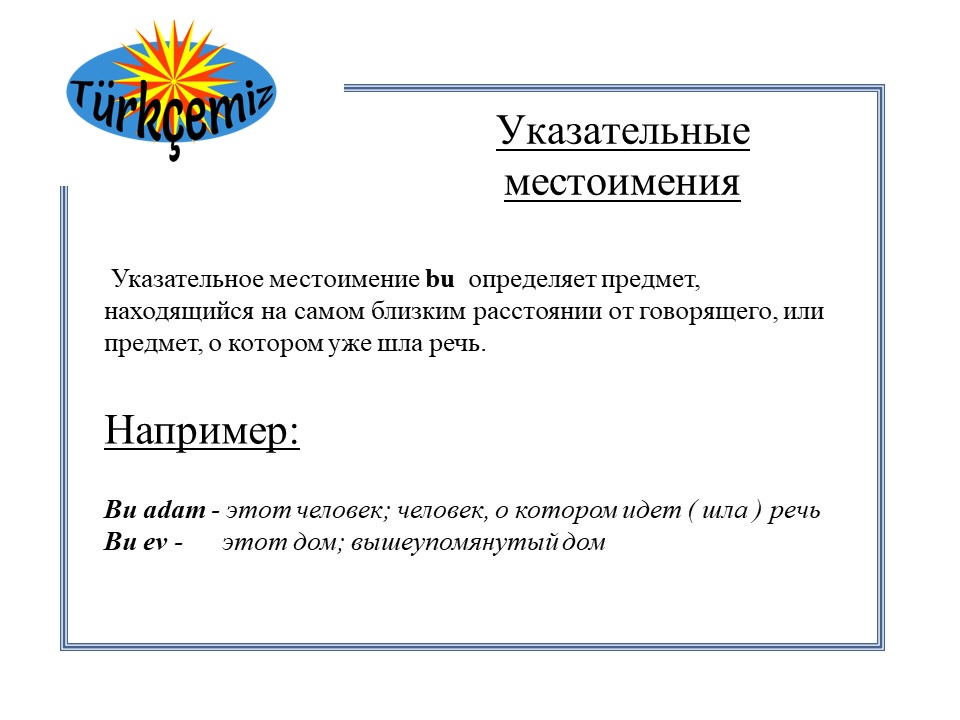 Türkçemiz
Указательные
местоимения
Указательное местоимение bu определяет предмет,
находящийся на самом близким расстоянии от говорящего, или
предмет, о котором уже шла речь.
Например:
Bu adam - этот человек; человек, о котором идет ( шла ) речь
Bu ev - этот дом; вышеупомянутый дом